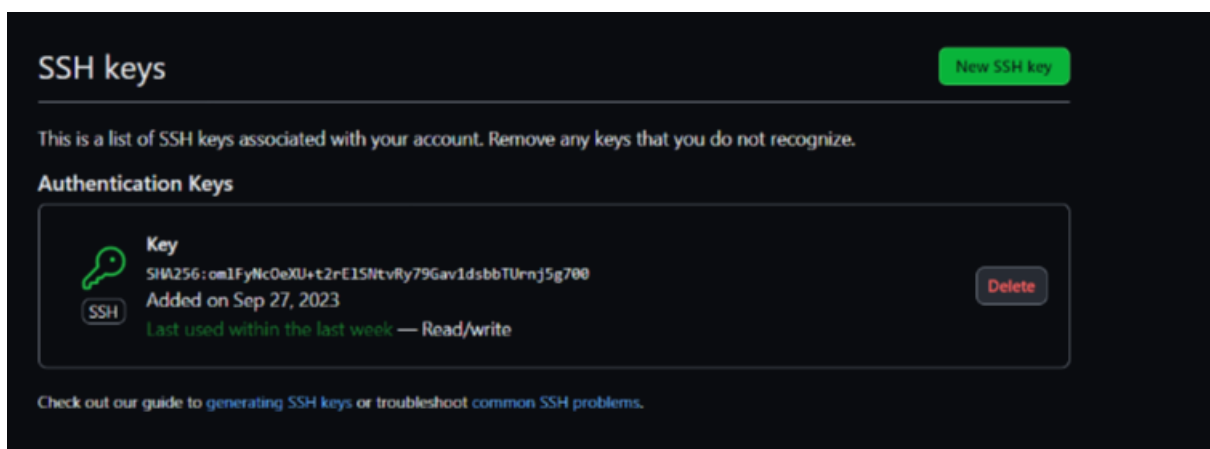 SSH keys
New SSH key
This is a list of SSH keys associated with your account. Remove any keys that you do not recognize.
Authentication Keys
Key
SHA256:omlFyNcOeXU+t2rElSNtvRy79Gav1dsbbTUrnj5g700
Added on Sep 27, 2023
SSH
Delete
Last used within the last week — Read/write
Check out our guide to generating SSH keys or troubleshoot common SSH problems.